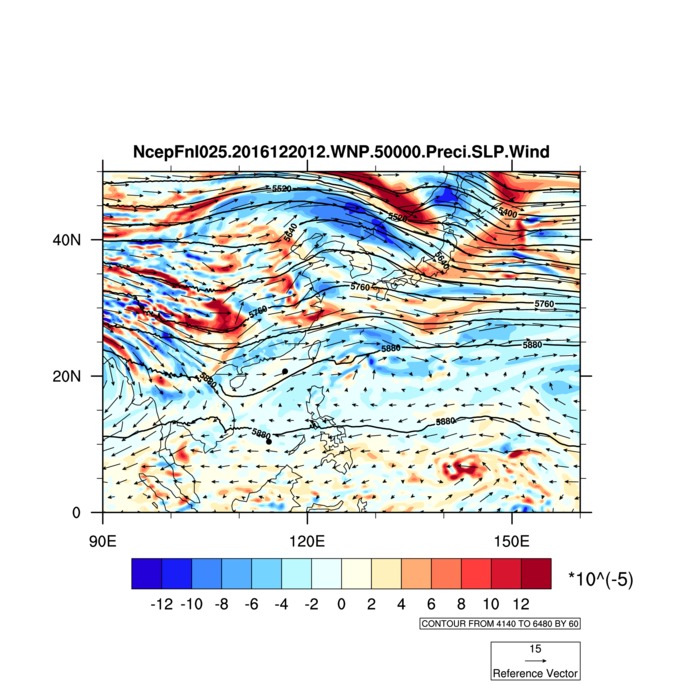 NcepFnl025.2016122012.WNP.50000.Preci.SLP.Wind
5520
5520
5400
5640
40N
5640
5760
5760
5760
5880
5880
20N
5880
5880
5880
0
90E 120E 150E
*10^(-5)
-12 -10 -8 -6 -4 -2 0 2 4 6 8 10 12
CONTOUR FROM 4140 TO 6480 BY 60
15
Reference Vector